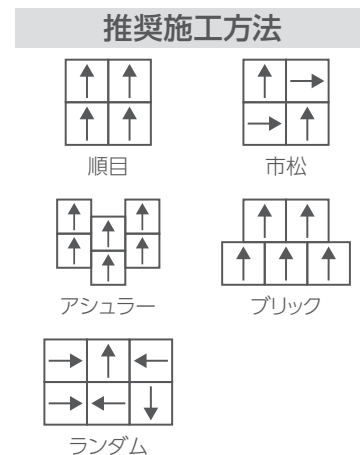 推奨施工方法
順目
市松
アシュラー
ブリック
ランダム